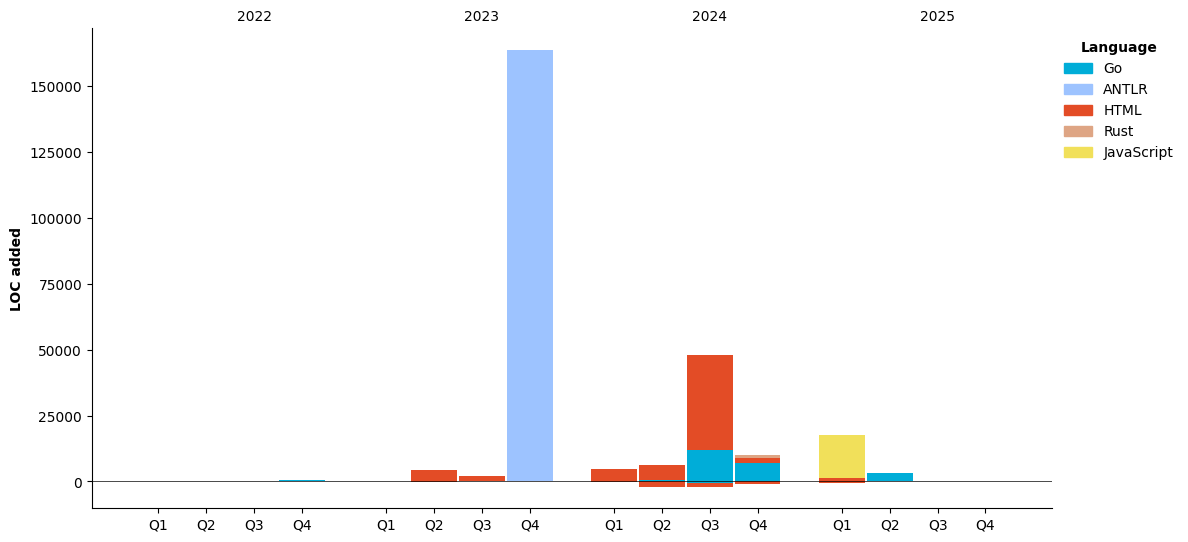 2022 2023 2024 2025
Language
Go
ANTLR
HTML
Rust
JavaScript
LOC added
150000
125000
100000
75000
50000
25000
0
Q1 Q2 Q3 Q4 Q1 Q2 Q3 Q4 Q1 Q2 Q3 Q4 Q1 Q2 Q3 Q4